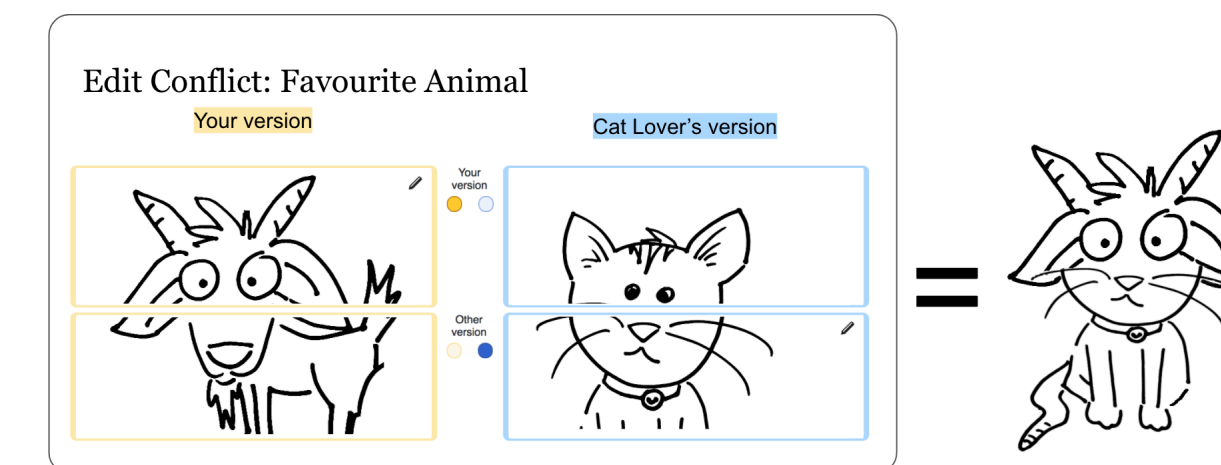 Edit Conflict: Favourite Animal
Your version
Cat Lover’s version
Your
version
Other
version
=